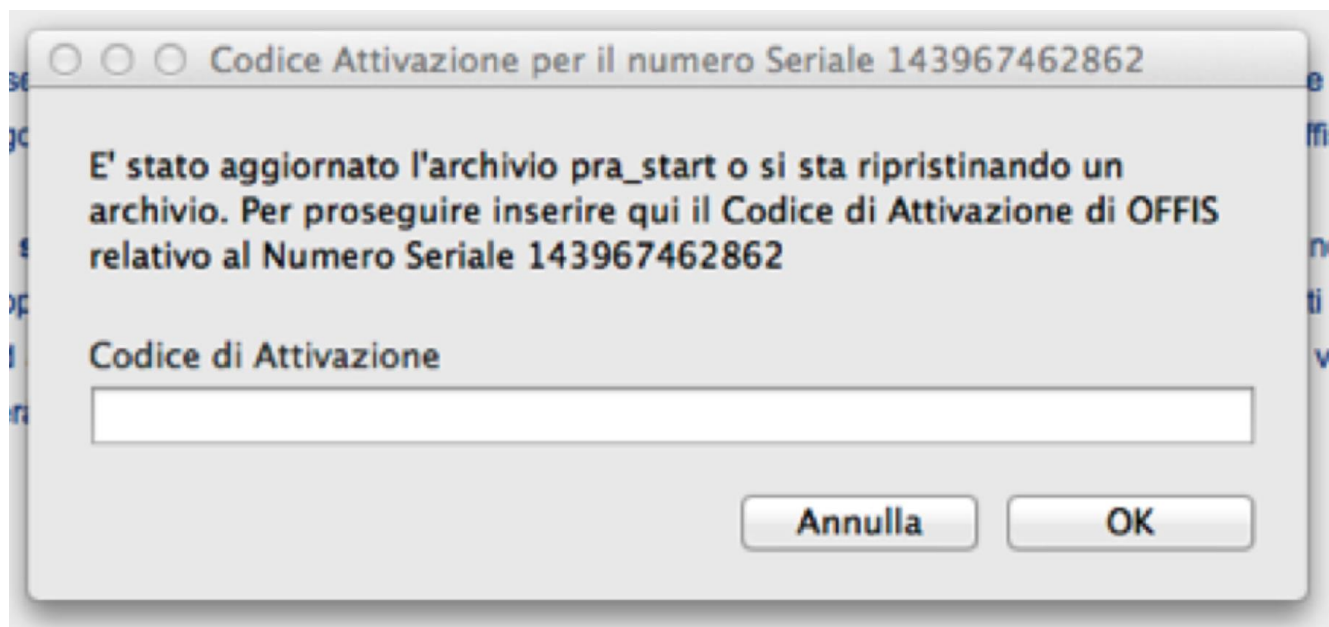 Codice Attivazione per il numero Seriale 143967462862
E' stato aggiornato l'archivio pra_start o si sta ripristinando un
archivio. Per proseguire inserire qui il Codice di Attivazione di OFFIS
relativo al Numero Seriale 143967462862
Codice di Attivazione
Annulla OK